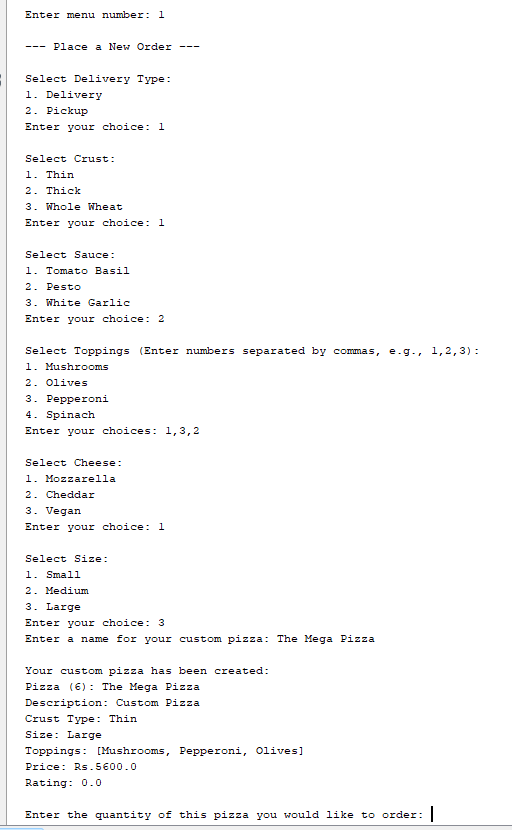 Enter menu number: 1
--- Place a New Order ---
Select Delivery Type:
1. Delivery
2. Pickup
Enter your choice: 1
Select Crust:
1. Thin
2. Thick
3. Whole Wheat
Enter your choice: 1
Select Sauce:
1. Tomato Basil
2. Pesto
3. White Garlic
Enter your choice: 2
Select Toppings (Enter numbers separated by commas, e.g., 1,2,3):
1. Mushrooms
2. Olives
3. Pepperoni
4. Spinach
Enter your choices: 1,3,2
Select Cheese:
1. Mozzarella
2. Cheddar
3. Vegan
Enter your choice: 1
Select Size:
1. Small
2. Medium
3. Large
Enter your choice: 3
Enter a name for your custom pizza: The Mega Pizza
Your custom pizza has been created:
Pizza (6): The Mega Pizza
Description: Custom Pizza
Crust Type: Thin
Size: Large
Toppings: [Mushrooms, Pepperoni, Olives]
Price: Rs.5600.0
Rating: 0.0
Enter the quantity of this pizza you would like to order: